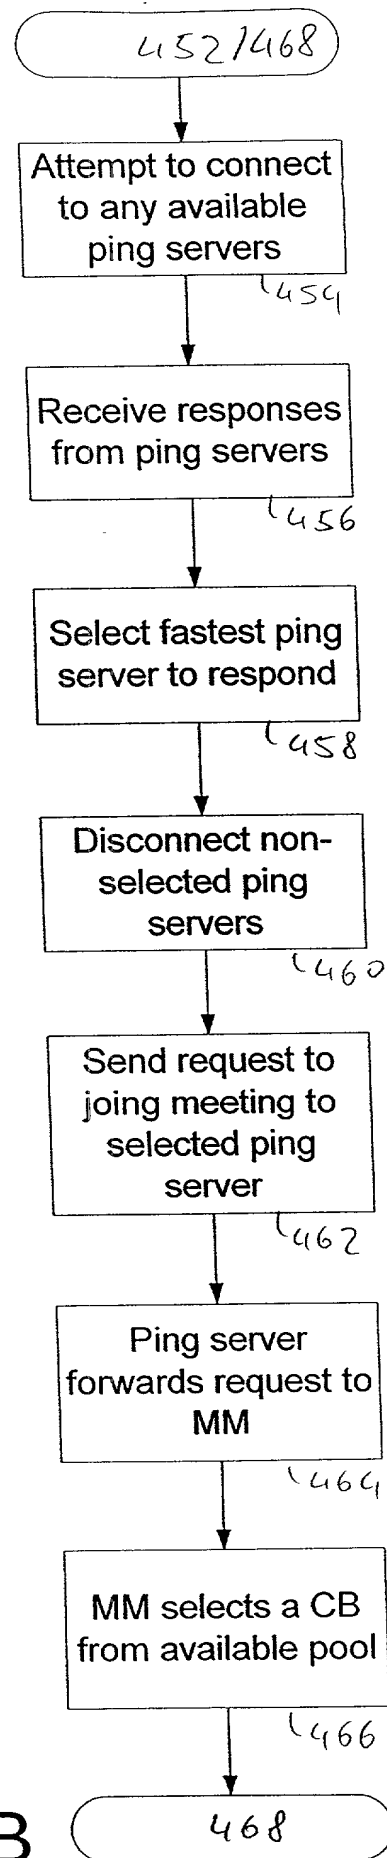 452/468
Attempt to connect
to any available
ping servers
454
Receive responses
from ping servers
456
Select fastest ping
server to respond
458
Disconnect non-
selected ping
servers
460
Send request to
joing meeting to
selected ping
server
462
Ping server
forwards request to
MM
464
MM selects a CB
from available pool
466
468
B